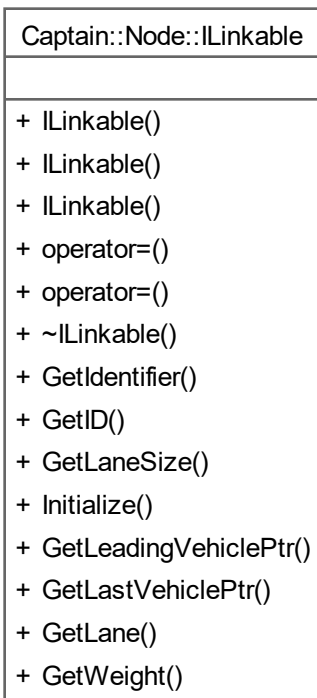 Captain::Node::ILinkable
+ ILinkable()
+ ILinkable()
+ ILinkable()
+ operator=()
+ operator=()
+ ~ILinkable()
+ GetIdentifier()
+ GetID()
+ GetLaneSize()
+ Initialize()
+ GetLeadingVehiclePtr()
+ GetLastVehiclePtr()
+ GetLane()
+ GetWeight()